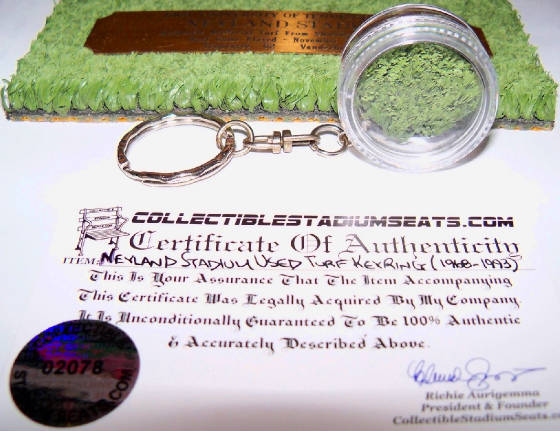 COLLECTIBLESTADIUMSEATS.COM
Certificate Of Authenticity
ITEM: NEYLAND STADIUM USED TURF KEYRING (1968-1993)
This Is Your Assurance That The Item Accompanying
This Certificate Was Legally Acquired By My Company.
It Is Unconditionally Guaranteed To Be 100% Authentic
& Accurately Described Above.
02078
Richie Aurigemma
President & Founder
CollectibleStadiumSeats.co